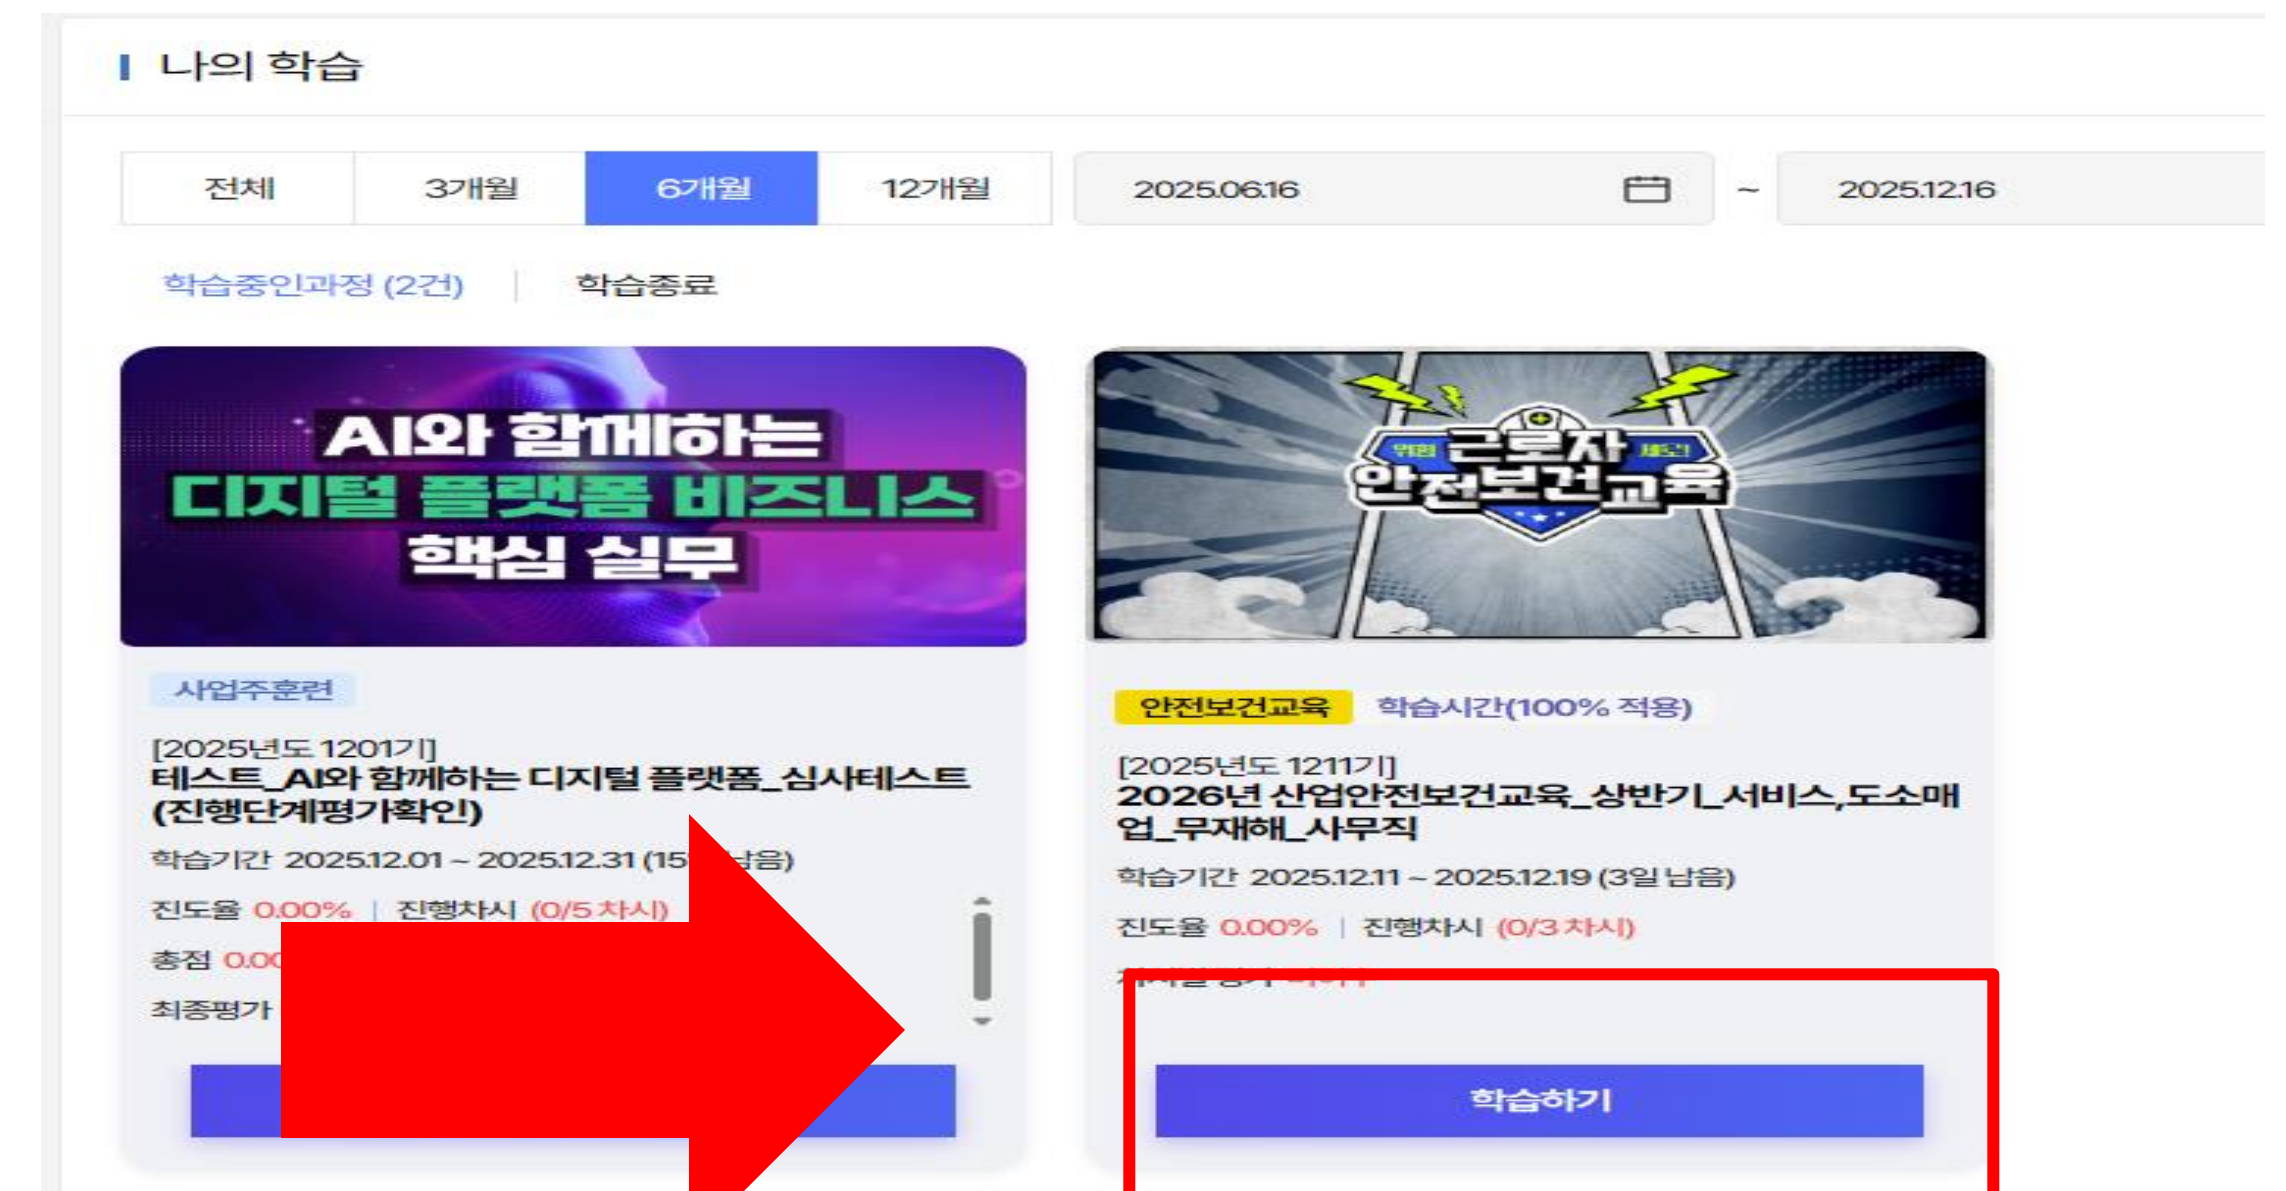 나의 학습
전체 3개월 6개월 12개월 2025.06.16 ~ 2025.12.16
학습중인과정 (2건) 학습종료
AI와 함께하는
디지털 플랫폼 비즈니스
핵심 실무
사업주훈련
[2025년도 1201기]
테스트_AI와 함께하는 디지털 플랫폼_심사테스트
(진행단계평가확인)
학습기간 2025.12.01 ~ 2025.12.31 (15 남음)
진도율 0.00% | 진행차시 (0/5 차시)
총점
최종평가
위험 근로자 제로!
안전보건교육
안전보건교육 학습시간(100% 적용)
[2025년도 1211기]
2026년 산업안전보건교육_상반기_서비스,도소매
업_무재해_사무직
학습기간 2025.12.11 ~ 2025.12.19 (3일 남음)
진도율 0.00% | 진행차시 (0/3 차시)
학습하기